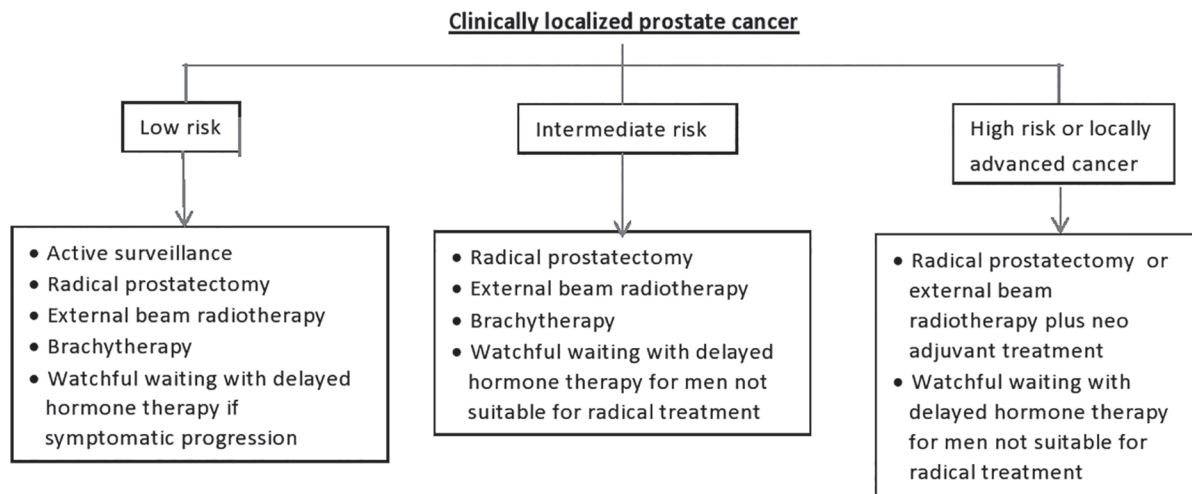 Clinically localized prostate cancer
Low risk
Intermediate risk
High risk or locally
advanced cancer
• Active surveillance
• Radical prostatectomy
• External beam radiotherapy
• Brachytherapy
• Watchful waiting with delayed
hormone therapy if
symptomatic progression
• Radical prostatectomy
• External beam radiotherapy
• Brachytherapy
• Watchful waiting with delayed
hormone therapy for men not
suitable for radical treatment
• Radical prostatectomy or
external beam
radiotherapy plus neo
adjuvant treatment
• Watchful waiting with
delayed hormone therapy
for men not suitable for
radical treatment